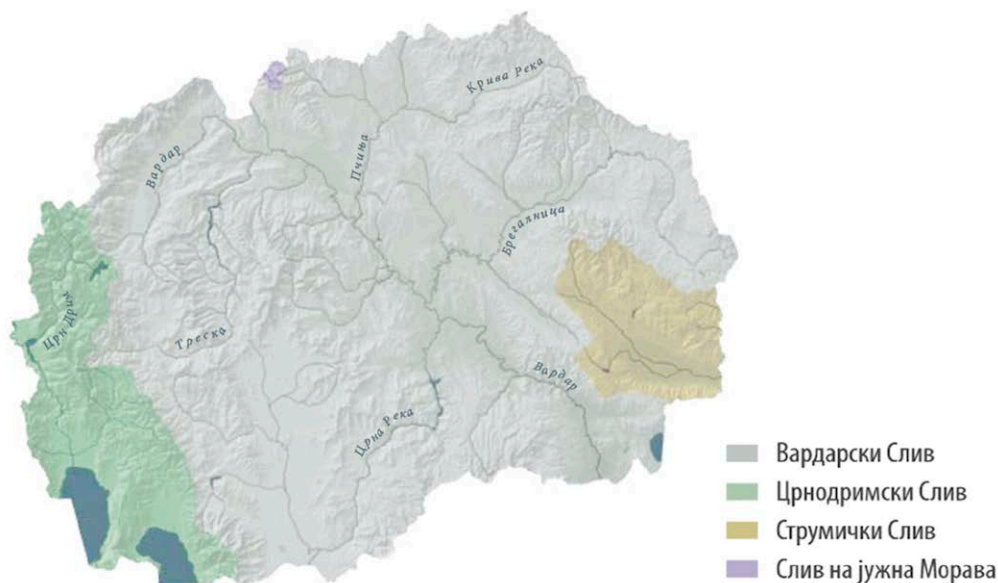 Крива Река
Вардар
Пчиња
Брегалница
Црн Дрим
Треска
Вардар
Црна Река
Вардарски Слив
Црнодримски Слив
Струмички Слив
Слив на јужна Морава